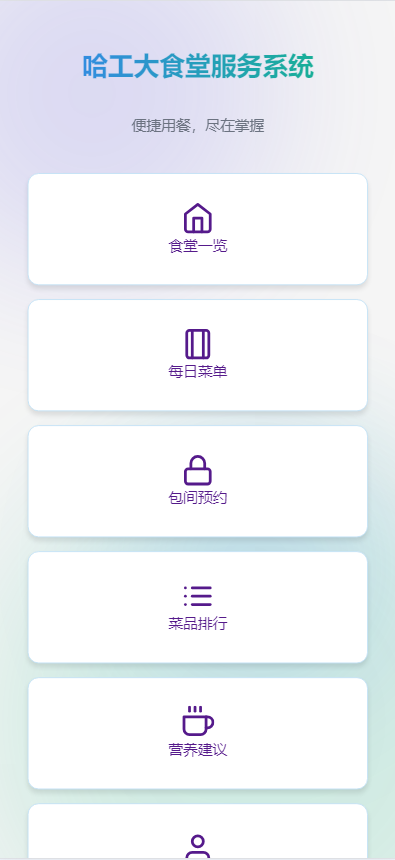 哈工大食堂服务系统
便捷用餐，尽在掌握
食堂一览
每日菜单
包间预约
菜品排行
营养建议